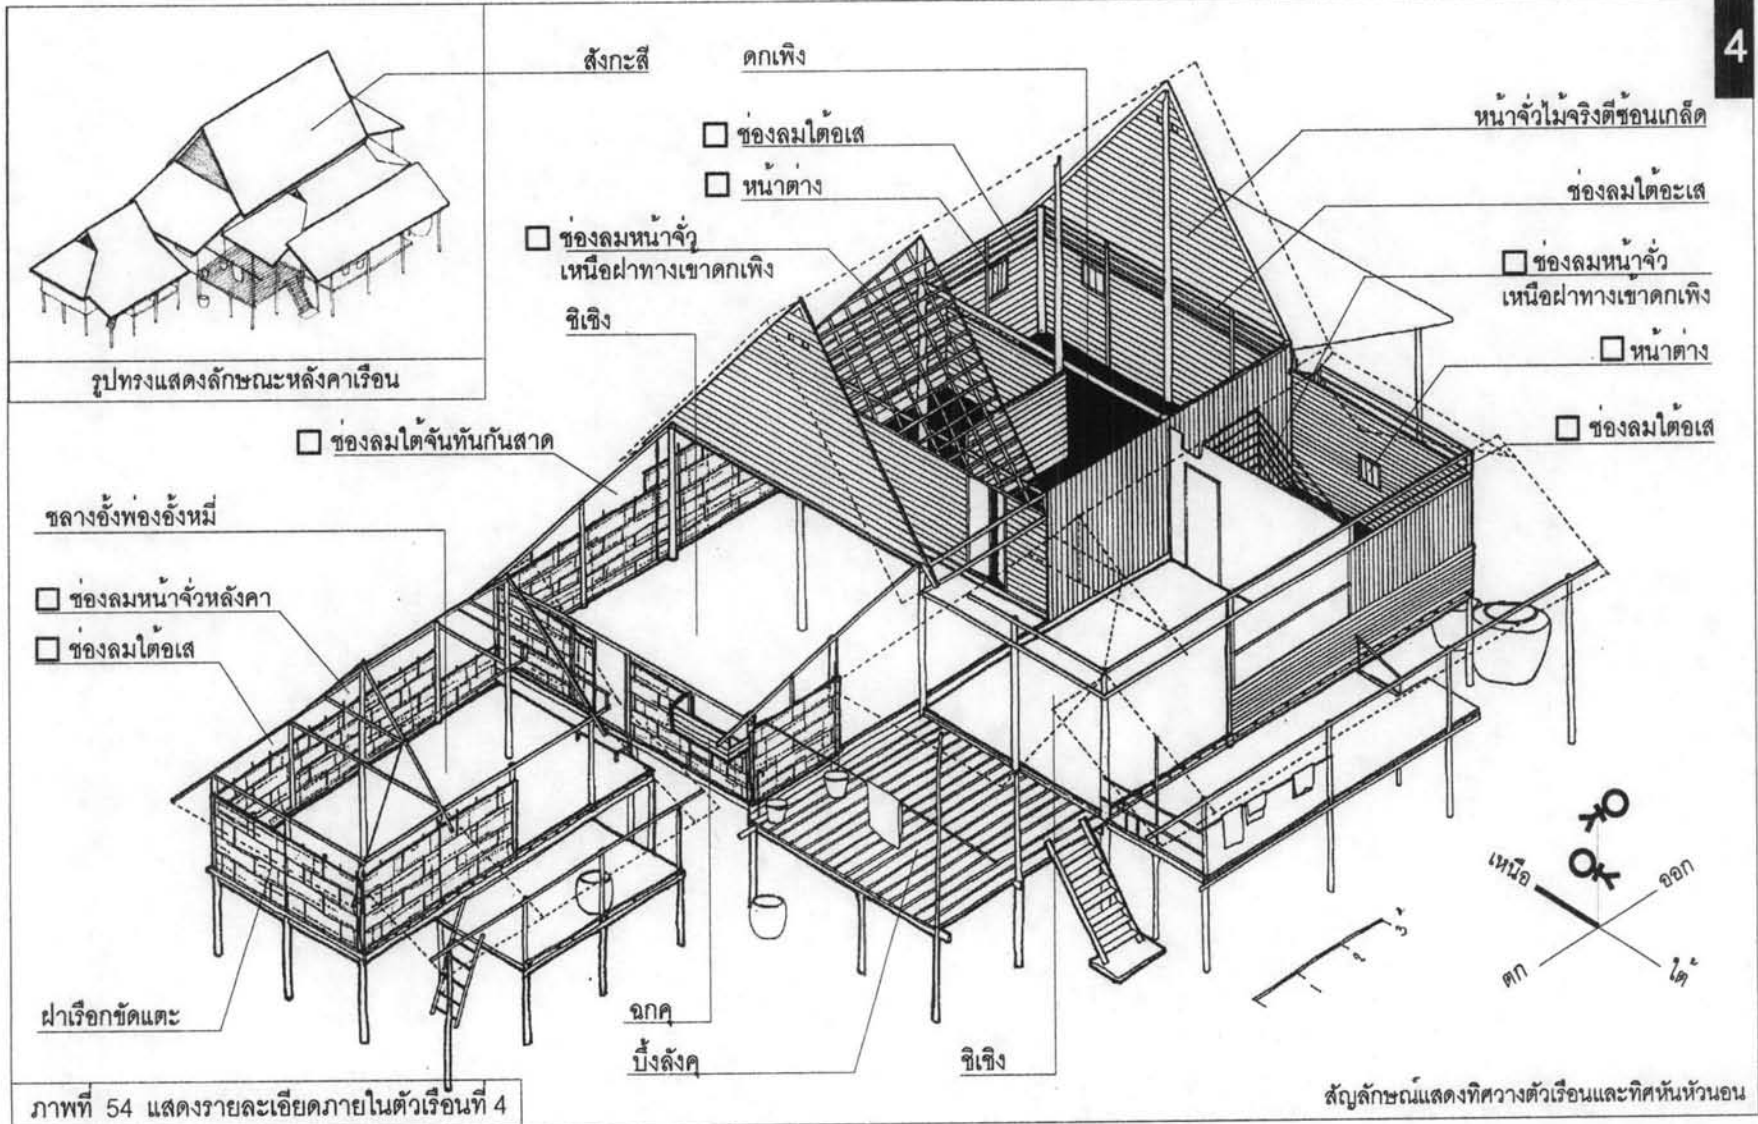 4
สังกะสี
ดกเพิง
ช่องลมใต้อเส
หน้าต่าง
ช่องลมหน้าจั่ว
เหนือฝาทางเข้าดกเพิง
ซิเชิง
หน้าจั่วไม้จริงตีซ้อนเกล็ด
ช่องลมใต้อะเส
ช่องลมหน้าจั่ว
เหนือฝาทางเข้าดกเพิง
หน้าต่าง
ช่องลมใต้อเส
รูปทรงแสดงลักษณะหลังคาเรือน
ช่องลมใต้จันทันกันสาด
ชลางอั้งพ่องอั้งหมี่
ช่องลมหน้าจั่วหลังคา
ช่องลมใต้อเส
ฝาเรือกขัดแตะ
ฉกคุ
บึ้งลังคุ
ซิเชิง
เหนือ
ออก
ตก
ใต้
๑ ๒ ๓
ภาพที่ 54 แสดงรายละเอียดภายในตัวเรือนที่ 4
สัญลักษณ์แสดงทิศวางตัวเรือนและทิศหันหัวนอน